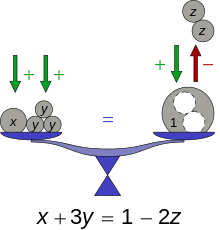 z
z
+ + + −
x y y y = 1
x + 3y = 1 − 2z